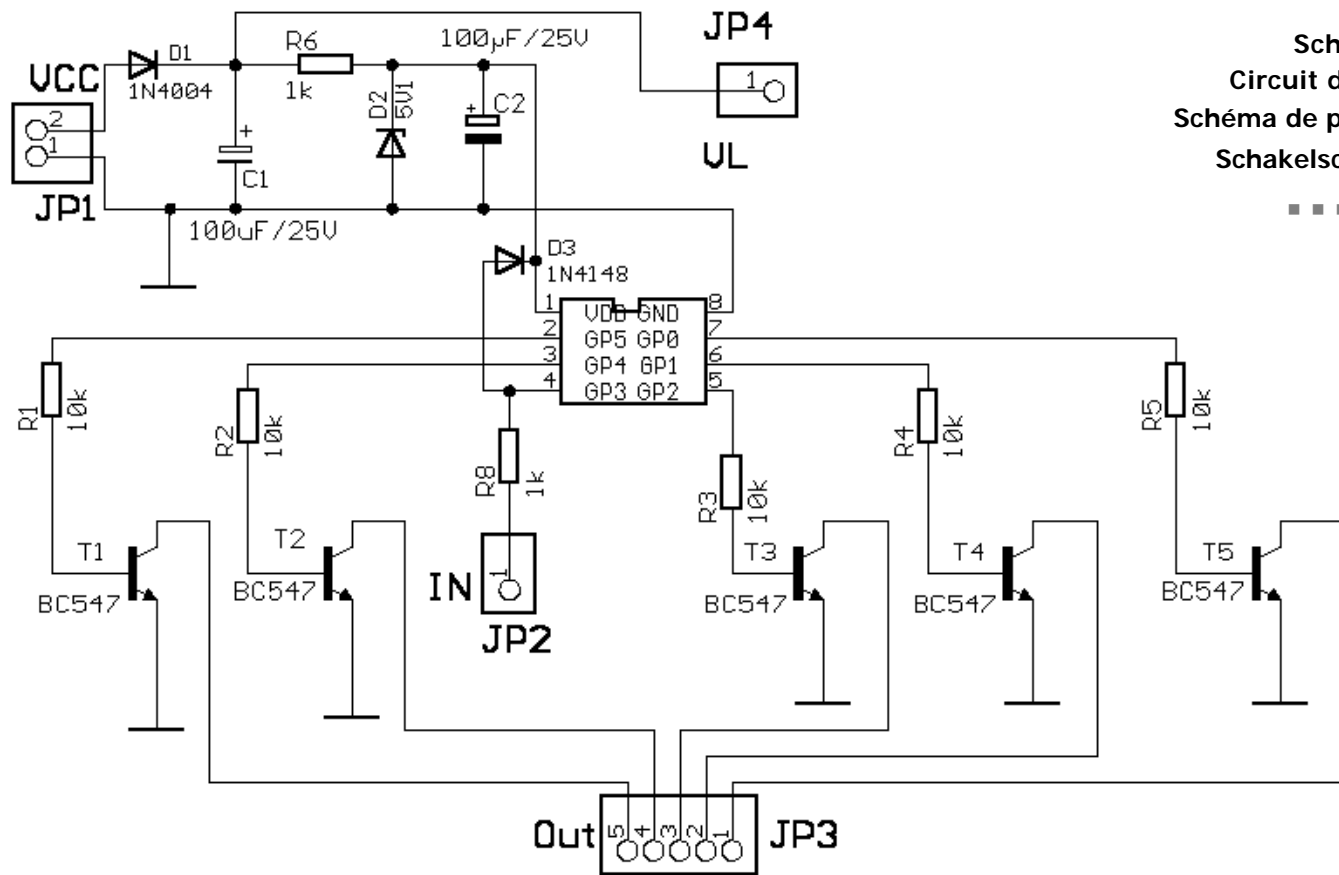 JP4
Sch
Circuit d
Schéma de p
Schakelsc
VCC
D1
1N4004
R6
1k
100µF/25V
D2
5V1
+
C2
1
VL
2
1
JP1
+
C1
100uF/25V
D3
1N4148
1 VDD GND 8
2 GP5 GP0 7
3 GP4 GP1 6
4 GP3 GP2 5
R1
10k
R2
10k
R8
1k
R3
10k
R4
10k
R5
10k
T1
BC547
T2
BC547
IN
1
JP2
T3
BC547
T4
BC547
T5
BC547
Out
5 4 3 2 1
JP3